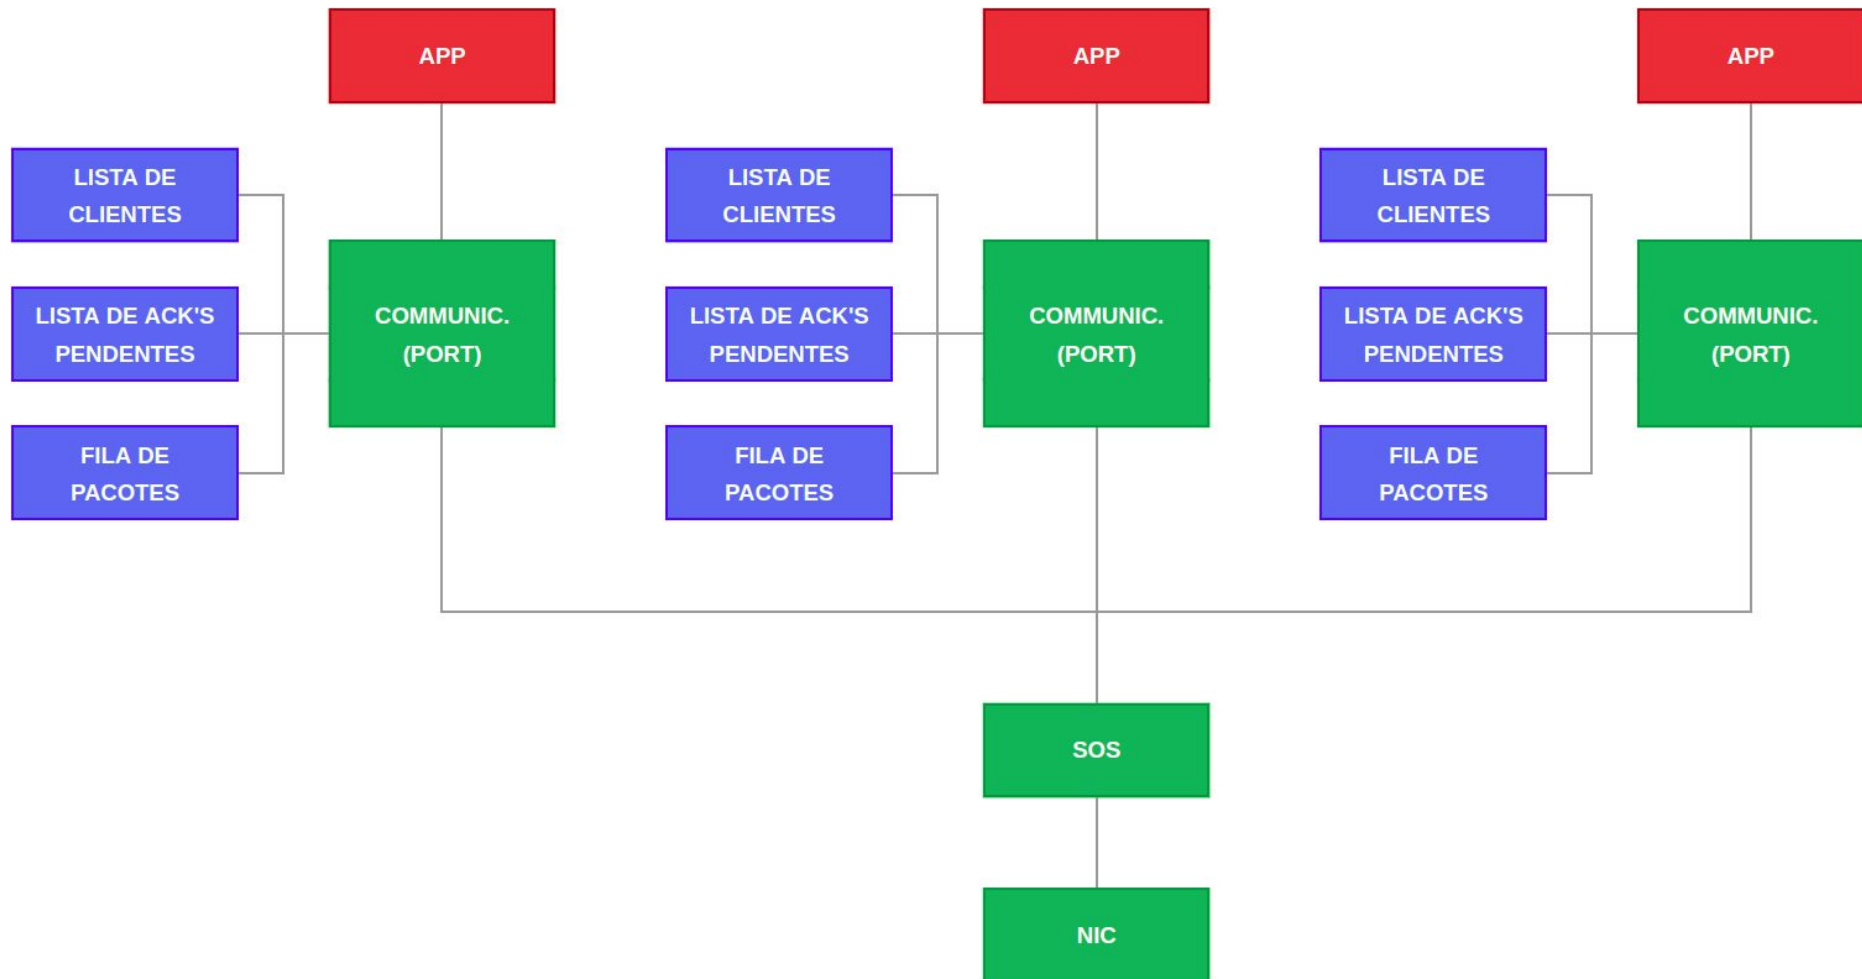 APP
APP
APP
LISTA DE
CLIENTES
LISTA DE
CLIENTES
LISTA DE
CLIENTES
LISTA DE ACK'S
PENDENTES
COMMUNIC.
(PORT)
LISTA DE ACK'S
PENDENTES
COMMUNIC.
(PORT)
LISTA DE ACK'S
PENDENTES
COMMUNIC.
(PORT)
FILA DE
PACOTES
FILA DE
PACOTES
FILA DE
PACOTES
SOS
NIC